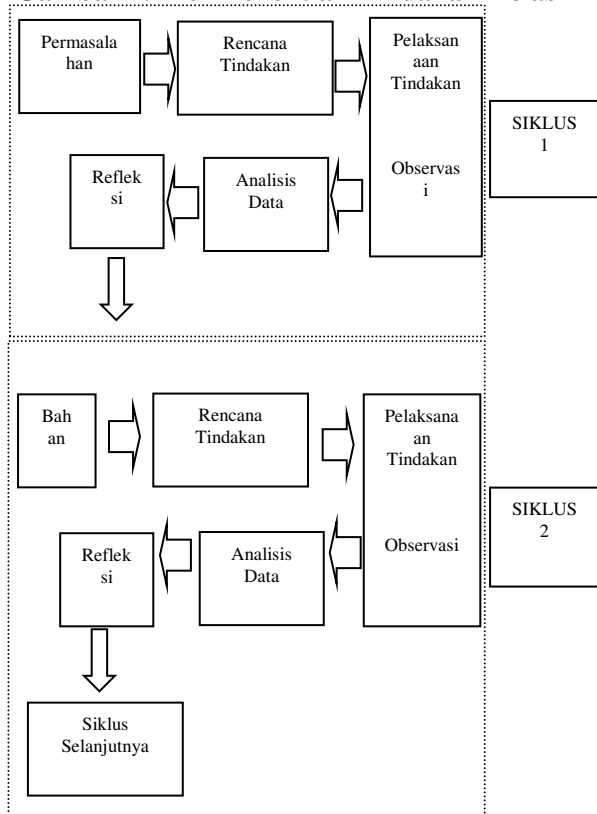 Permasala
han
Rencana
Tindakan
Pelaksan
aan
Tindakan
Observas
i
SIKLUS
1
Reflek
si
Analisis
Data
Bah
an
Rencana
Tindakan
Pelaksana
an
Tindakan
Observasi
SIKLUS
2
Reflek
si
Analisis
Data
Siklus
Selanjutnya